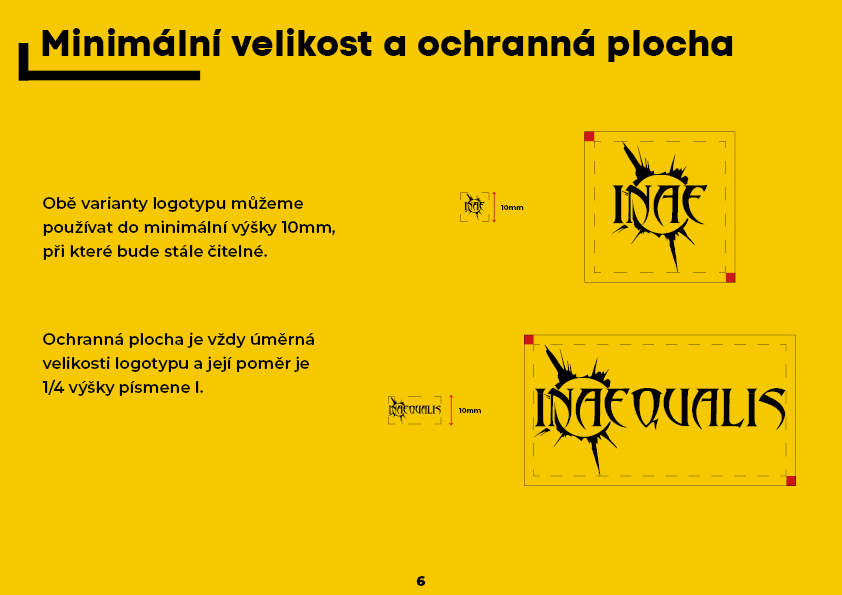 Minimální velikost a ochranná plocha
Obě varianty logotypu můžeme
používat do minimální výšky 10mm,
při které bude stále čitelné.
INAE
10mm
INAE
Ochranná plocha je vždy úměrná
velikosti logotypu a její poměr je
1/4 výšky písmene I.
INAEQUALIS
10mm
INAEQUALIS
6